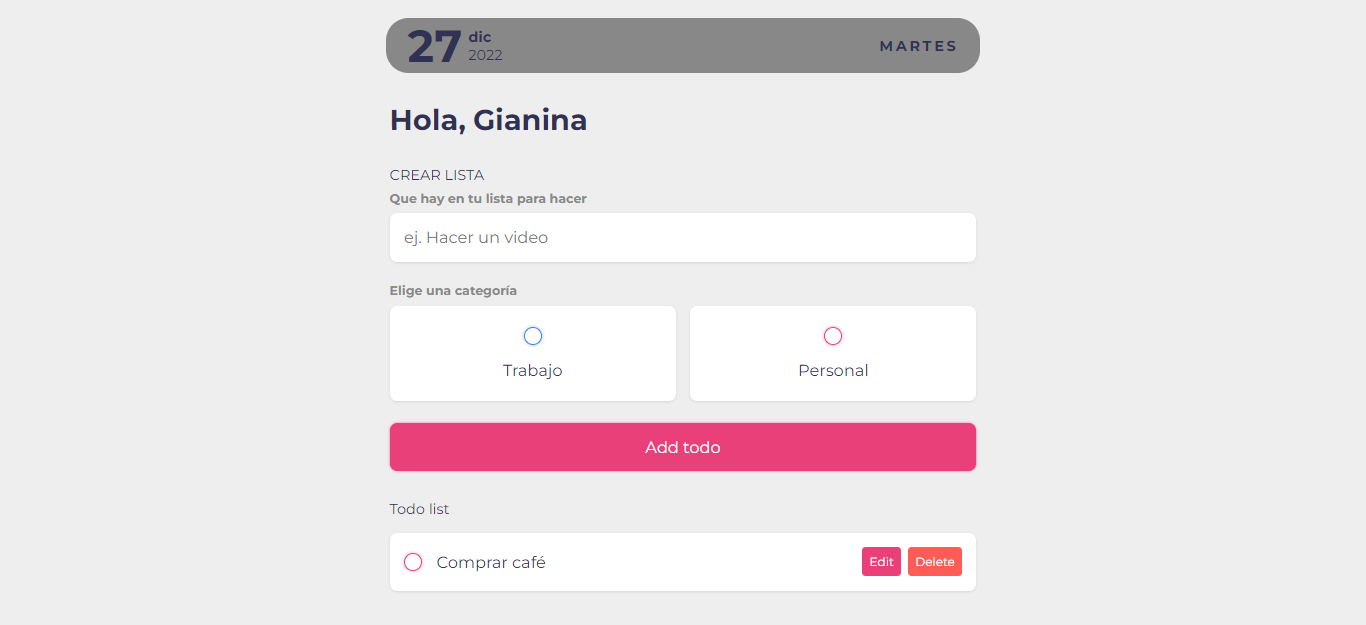 27 dic
2022
MARTES
Hola, Gianina
CREAR LISTA
Que hay en tu lista para hacer
ej. Hacer un video
Elige una categoría
Trabajo
Personal
Add todo
Todo list
Comprar café
Edit
Delete